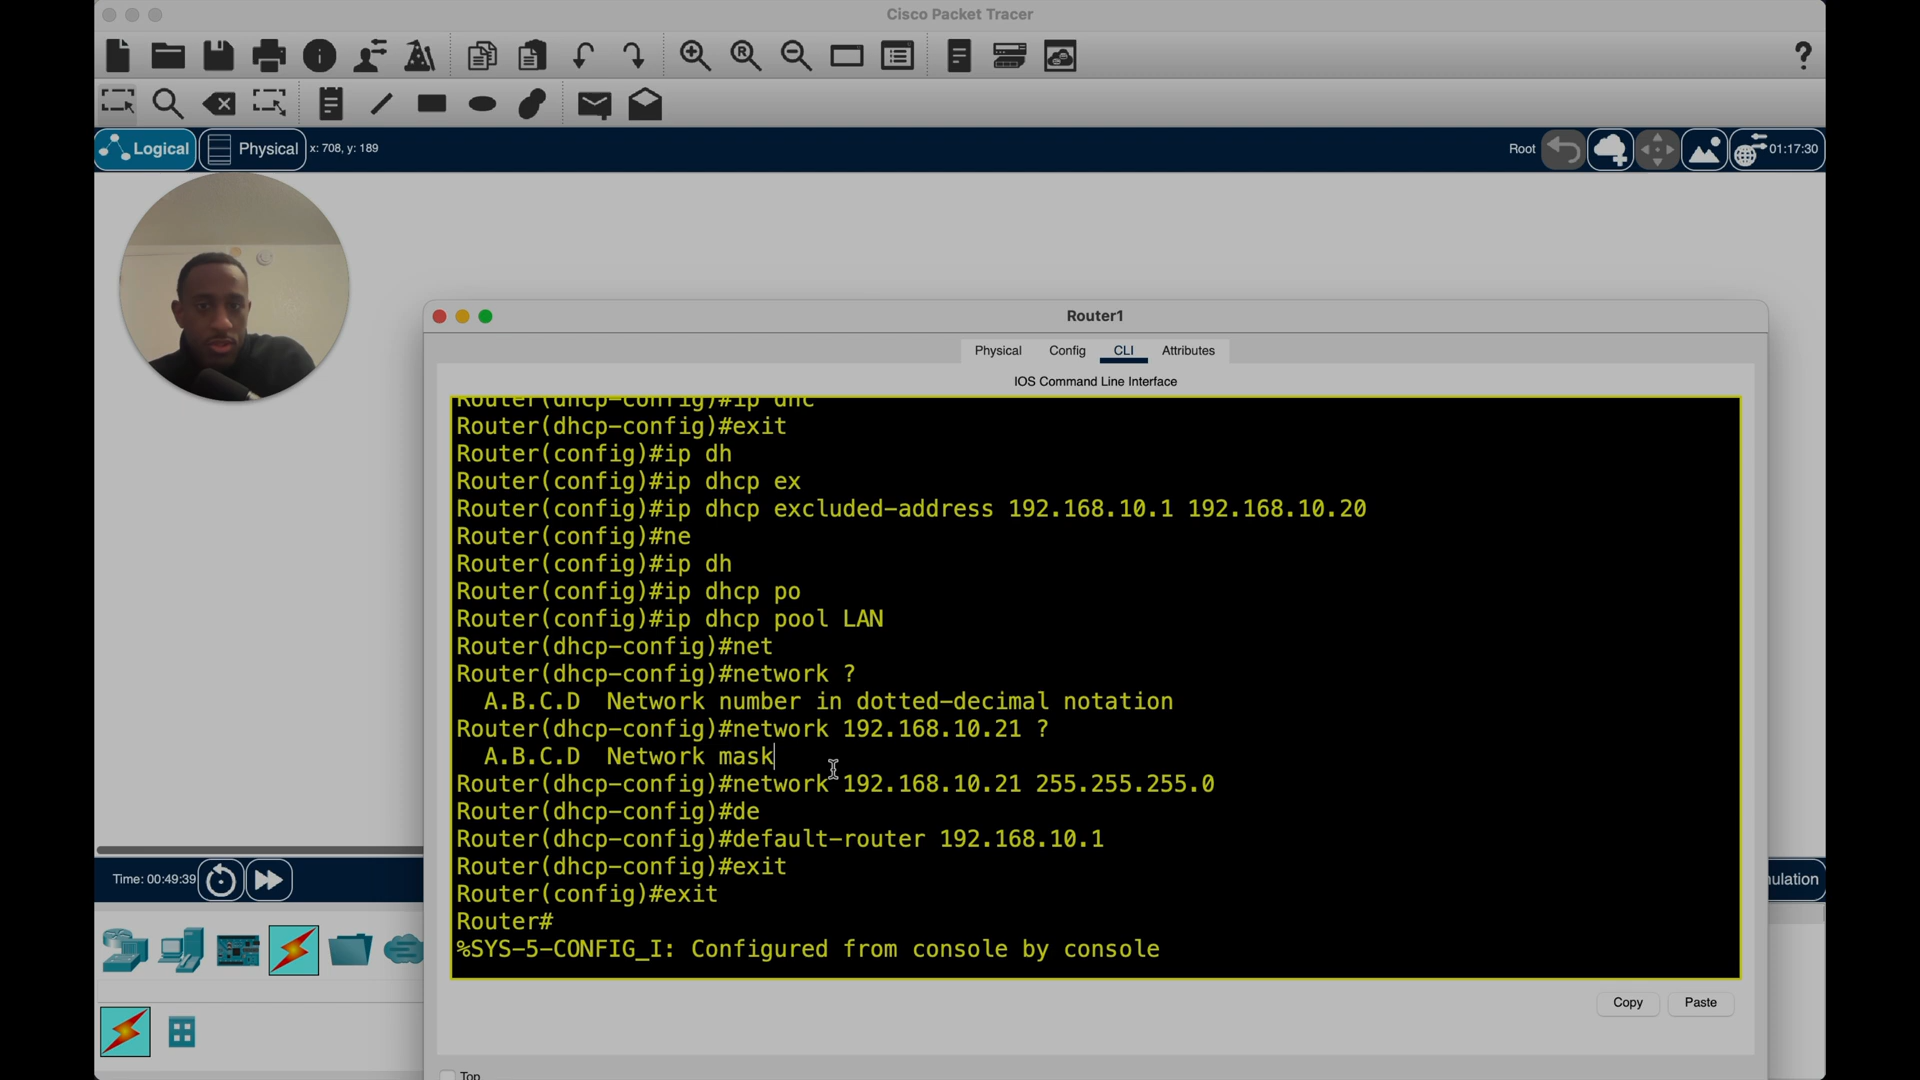 Cisco Packet Tracer
Logical
Physical
x: 708, y: 189
Root
01:17:30
Router1
Physical
Config
CLI
Attributes
IOS Command Line Interface
Router(dhcp-config)#ip dhc
Router(dhcp-config)#exit
Router(config)#ip dh
Router(config)#ip dhcp ex
Router(config)#ip dhcp excluded-address 192.168.10.1 192.168.10.20
Router(config)#ne
Router(config)#ip dh
Router(config)#ip dhcp po
Router(config)#ip dhcp pool LAN
Router(dhcp-config)#net
Router(dhcp-config)#network ?
A.B.C.D Network number in dotted-decimal notation
Router(dhcp-config)#network 192.168.10.21 ?
A.B.C.D Network mask
Router(dhcp-config)#network 192.168.10.21 255.255.255.0
Router(dhcp-config)#de
Router(dhcp-config)#default-router 192.168.10.1
Router(dhcp-config)#exit
Router(config)#exit
Router#
%SYS-5-CONFIG_I: Configured from console by console
Time: 00:49:39
ulation
Copy
Paste
Top